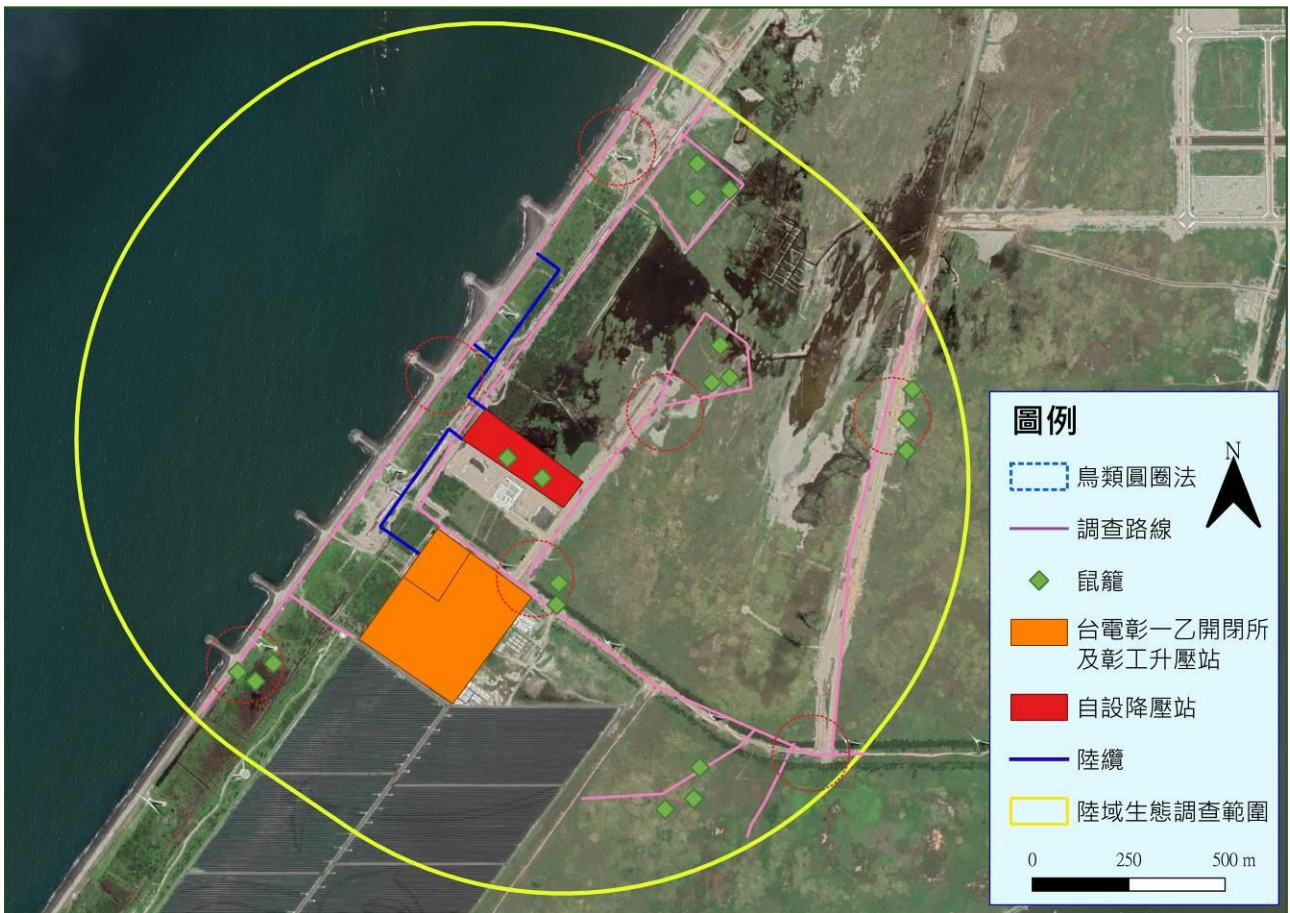 圖例
N
鳥類圓圈法
調查路線
鼠籠
台電彰一乙開閉所
及彰工升壓站
自設降壓站
陸纜
陸域生態調查範圍
0 250 500 m